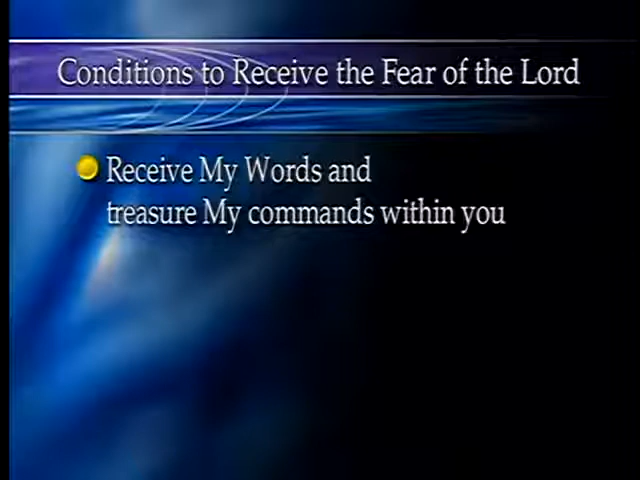 Conditions to Receive the Fear of the Lord
Receive My Words and
treasure My commands within you